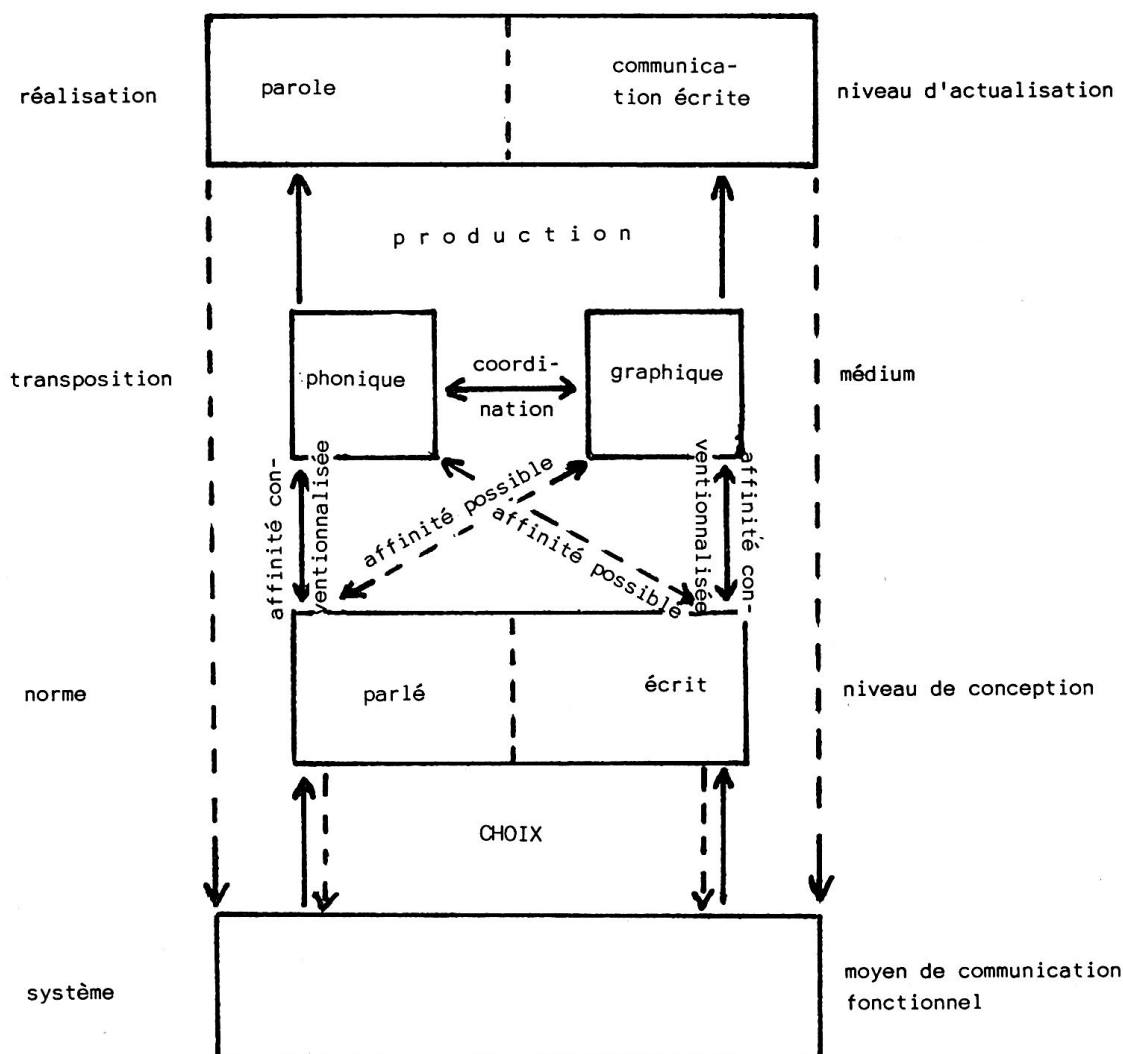 réalisation
parole
communica-
tion écrite
niveau d'actualisation
production
transposition
phonique
coordi-
nation
graphique
médium
affinité con-
ventionnalisée
affinité possible
affinité possible
ventionnalisée
affinité con-
norme
parlé
écrit
niveau de conception
CHOIX
système
moyen de communication
fonctionnel